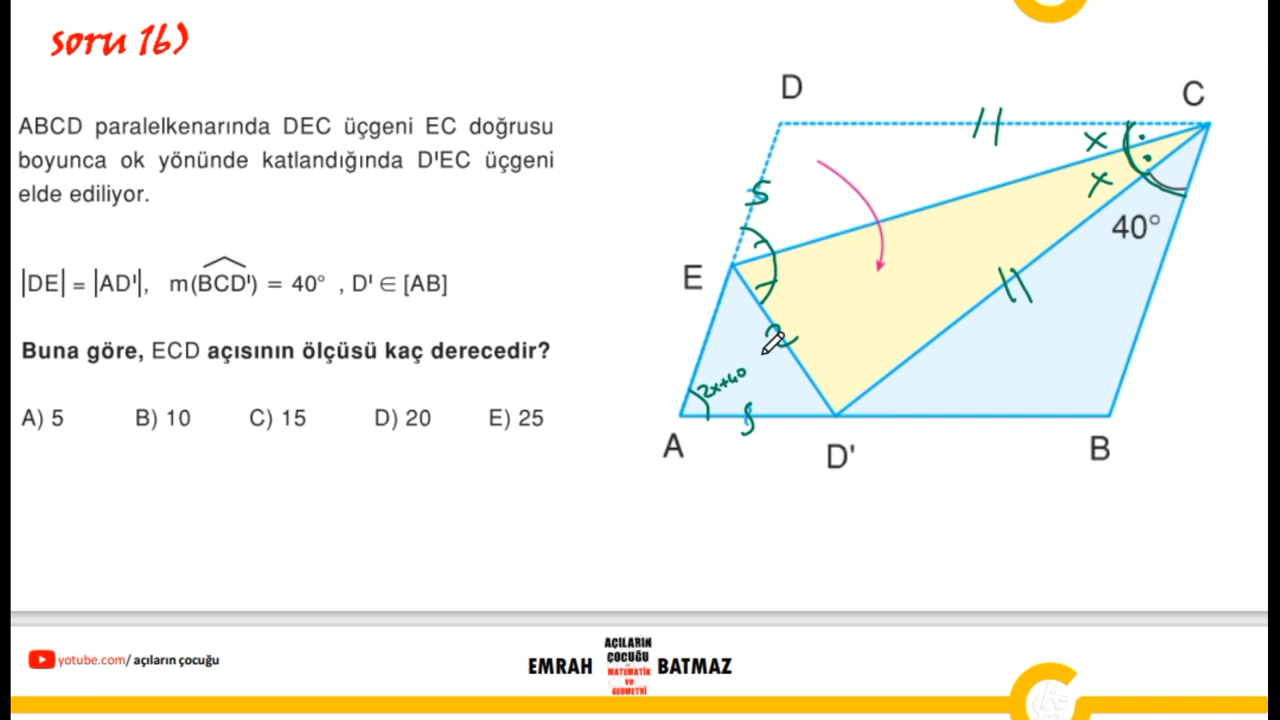 soru 16)
ABCD paralelkenarında DEC üçgeni EC doğrusu
boyunca ok yönünde katlandığında D'EC üçgeni
elde ediliyor.
|DE| = |AD'|, m(BCD') = 40° , D' ∈ [AB]
Buna göre, ECD açısının ölçüsü kaç derecedir?
A) 5 B) 10 C) 15 D) 20 E) 25
D
C
x
x
40°
E
2x+40
A
D'
B
yotube.com/ açıların çocuğu
EMRAH
AÇILARIN
ÇOCUĞU
MATEMATİK
ve
GEOMETRİ
BATMAZ